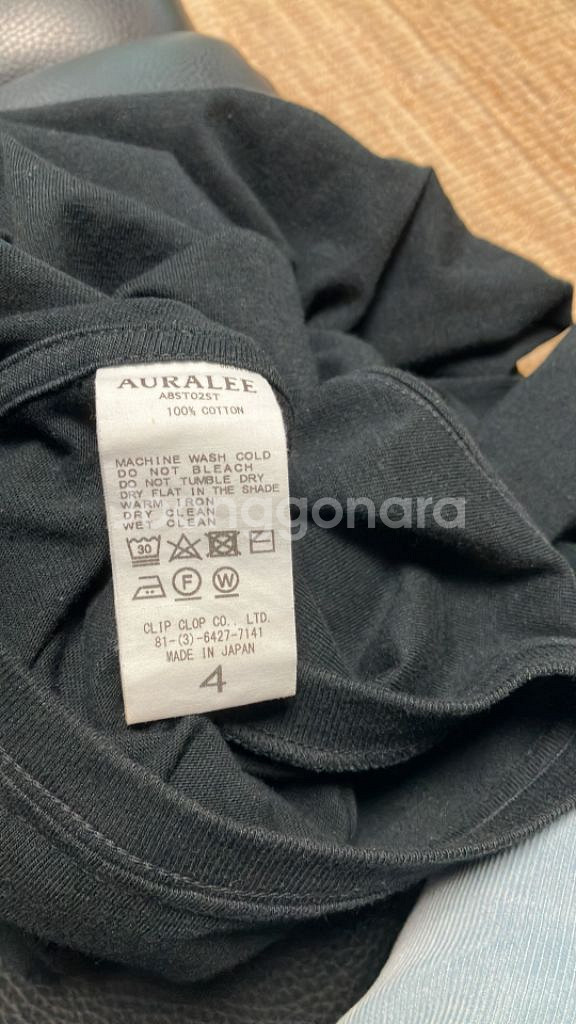 AURALEE
A8ST02ST
100% COTTON
MACHINE WASH COLD
DO NOT BLEACH
DO NOT TUMBLE DRY
DRY FLAT IN THE SHADE
WARM IRON
DRY CLEAN
WET CLEAN
30
F
W
CLIP CLOP CO., LTD.
81-(3)-6427-7141
MADE IN JAPAN
4